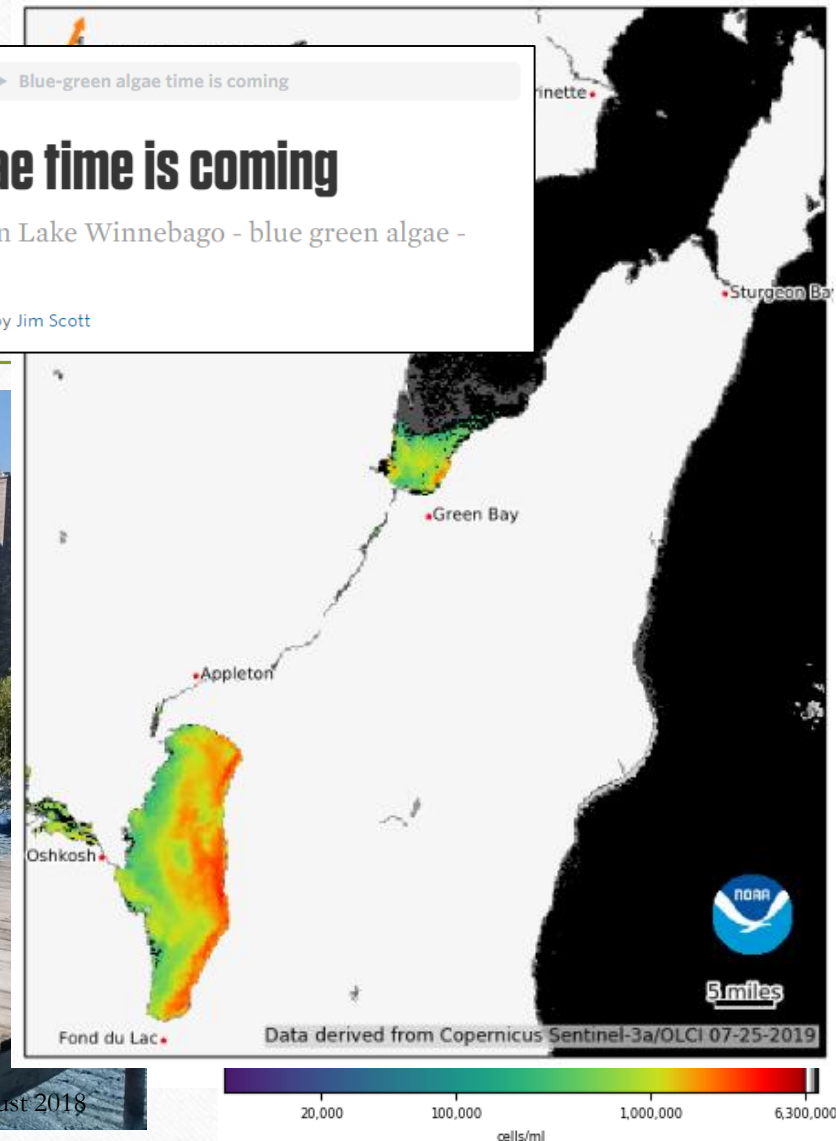 Blue-green algae time is coming
ae time is coming
n Lake Winnebago - blue green algae -
by Jim Scott
rinette
Sturgeon Ba
Green Bay
Appleton
Oshkosh
Fond du Lac
NOAA
5 miles
Data derived from Copernicus Sentinel-3a/OLCI 07-25-2019
ust 2018
20,000 100,000 1,000,000 6,300,000
cells/ml